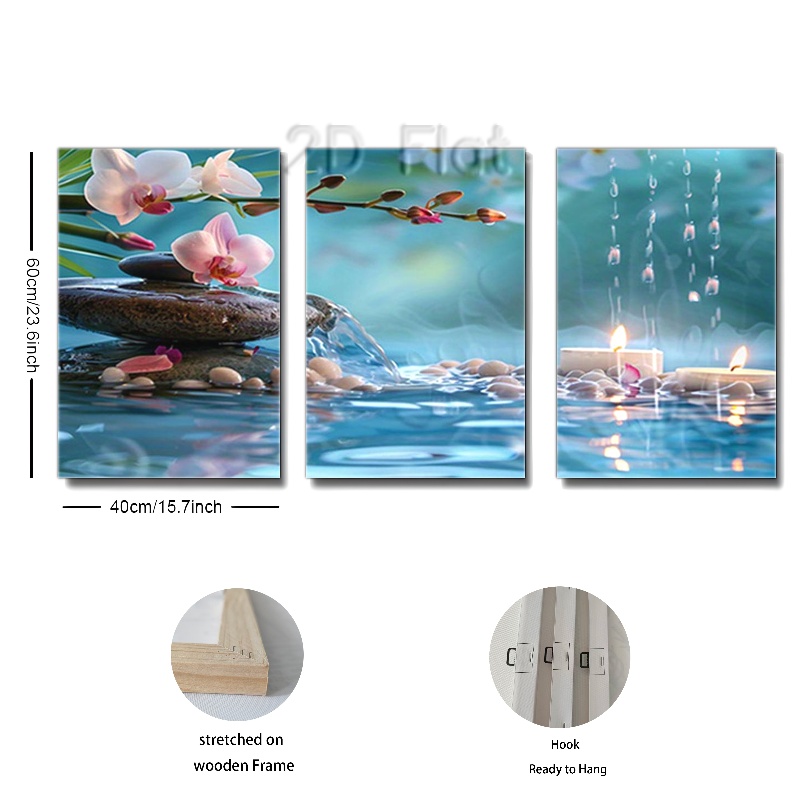 2D Flat
60cm/23.6inch
40cm/15.7inch
stretched on
wooden Frame
Hook
Ready to Hang